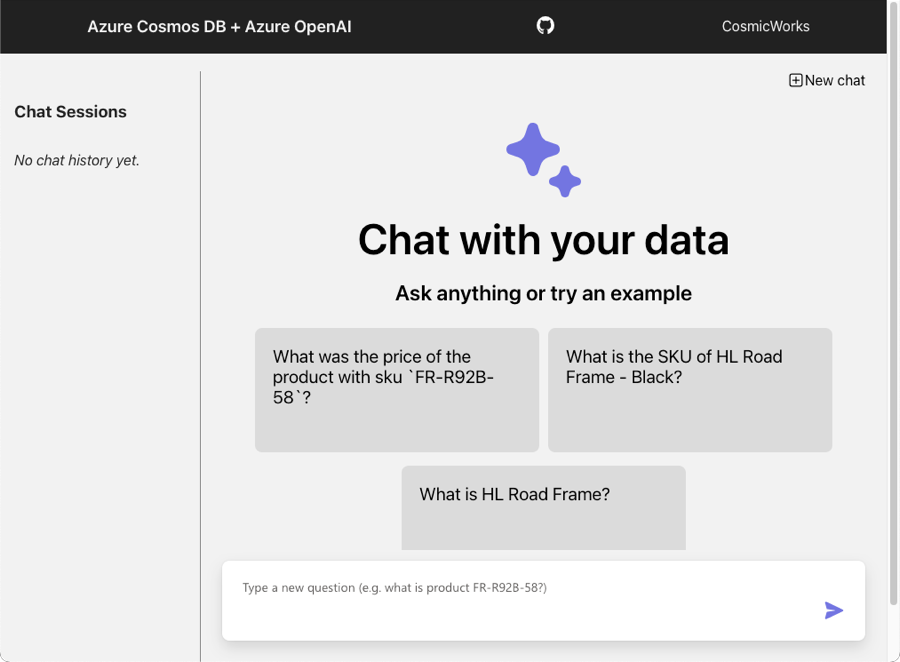 Azure Cosmos DB + Azure OpenAI
CosmicWorks
New chat
Chat Sessions
No chat history yet.
Chat with your data
Ask anything or try an example
What was the price of the
product with sku `FR-R92B-
58`?
What is the SKU of HL Road
Frame - Black?
What is HL Road Frame?
Type a new question (e.g. what is product FR-R92B-58?)